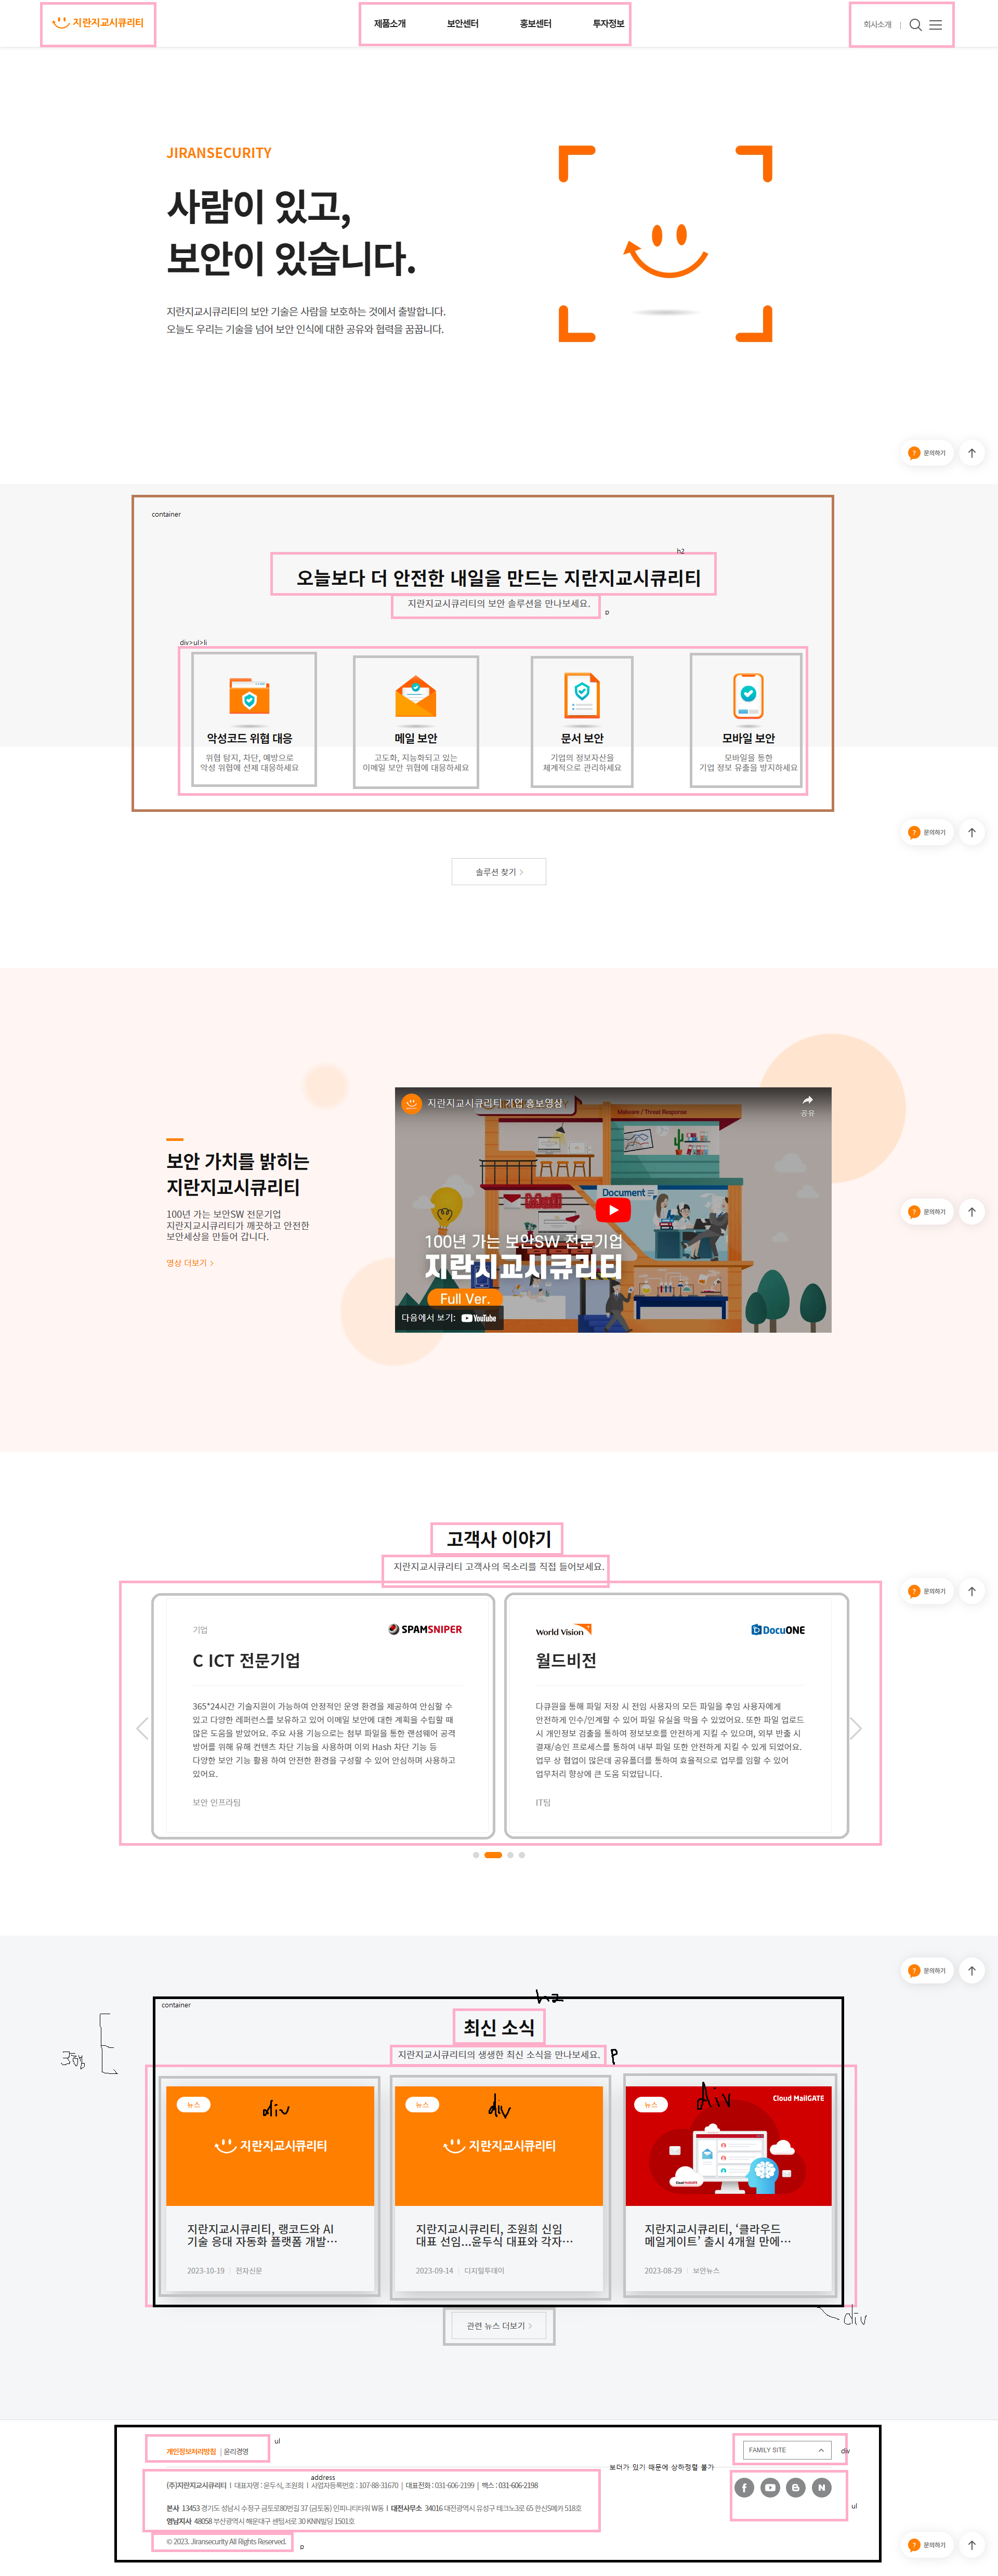 지란지교시큐리티
제품소개 보안센터 홍보센터 투자정보
회사소개
JIRANSECURITY
사람이 있고,
보안이 있습니다.
지란지교시큐리티의 보안 기술은 사람을 보호하는 것에서 출발합니다.
오늘도 우리는 기술을 넘어 보안 인식에 대한 공유와 협력을 꿈꿉니다.
문의하기
container
h2
오늘보다 더 안전한 내일을 만드는 지란지교시큐리티
지란지교시큐리티의 보안 솔루션을 만나보세요.
p
div>ul>li
악성코드 위협 대응 메일 보안 문서 보안 모바일 보안
위협 탐지, 차단, 예방으로 고도화, 지능화되고 있는 기업의 정보자산을 모바일을 통한
악성 위협에 선제 대응하세요 이메일 보안 위협에 대응하세요 체계적으로 관리하세요 기업 정보 유출을 방지하세요
문의하기
솔루션 찾기
지란지교시큐리티 기업 홍보영상
공유
Malware / Threat Response
보안 가치를 밝히는
지란지교시큐리티
100년 가는 보안SW 전문기업
지란지교시큐리티가 깨끗하고 안전한
보안세상을 만들어 갑니다.
영상 더보기
Mail
Document
100년 가는 보안SW 전문기업
지란지교시큐리티
Full Ver.
다음에서 보기: YouTube
문의하기
고객사 이야기
지란지교시큐리티 고객사의 목소리를 직접 들어보세요.
문의하기
기업 SPAMSNIPER
C ICT 전문기업
365*24시간 기술지원이 가능하여 안정적인 운영 환경을 제공하여 안심할 수
있고 다양한 레퍼런스를 보유하고 있어 이메일 보안에 대한 계획을 수립할 때
많은 도움을 받았어요. 주요 사용 기능으로는 첨부 파일을 통한 랜섬웨어 공격
방어를 위해 유해 컨텐츠 차단 기능을 사용하며 이외 Hash 차단 기능 등
다양한 보안 기능 활용 하여 안전한 환경을 구성할 수 있어 안심하며 사용하고
있어요.
보안 인프라팀
World Vision DocuONE
월드비전
다큐원을 통해 파일 저장 시 전임 사용자의 모든 파일을 후임 사용자에게
안전하게 인수/인계할 수 있어 파일 유실을 막을 수 있었어요. 또한 파일 업로드
시 개인정보 검출을 통하여 정보보호를 안전하게 지킬 수 있으며, 외부 반출 시
결재/승인 프로세스를 통하여 내부 파일 또한 안전하게 지킬 수 있게 되었어요.
업무 상 협업이 많은데 공유폴더를 통하여 효율적으로 업무를 임할 수 있어
업무처리 향상에 큰 도움 되었답니다.
IT팀
문의하기
container
h2
최신 소식
지란지교시큐리티의 생생한 최신 소식을 만나보세요.
p
뉴스
div
지란지교시큐리티
지란지교시큐리티, 랭코드와 AI
기술 응대 자동화 플랫폼 개발…
2023-10-19 전자신문
뉴스
div
지란지교시큐리티
지란지교시큐리티, 조원희 신임
대표 선임...윤두식 대표와 각자…
2023-09-14 디지털투데이
뉴스
div
Cloud MailGATE
Cloud MailGATE
지란지교시큐리티, ‘클라우드
메일게이트’ 출시 4개월 만에…
2023-08-29 보안뉴스
div
관련 뉴스 더보기
개인정보처리방침 | 윤리경영
ul
FAMILY SITE
div
보더가 있기 때문에 상하정렬 불가
address
(주)지란지교시큐리티 | 대표자명 : 윤두식, 조원희 | 사업자등록번호 : 107-88-31670 | 대표전화 : 031-606-2199 | 팩스 : 031-606-2198
본사 13453 경기도 성남시 수정구 금토로80번길 37 (금토동) 인피니티타워 W동 | 대전사무소 34016 대전광역시 유성구 테크노3로 65 한신S메카 518호
영남지사 48058 부산광역시 해운대구 센텀서로 30 KNN빌딩 1501호
ul
© 2023. Jiransecurity All Rights Reserved.
p
문의하기